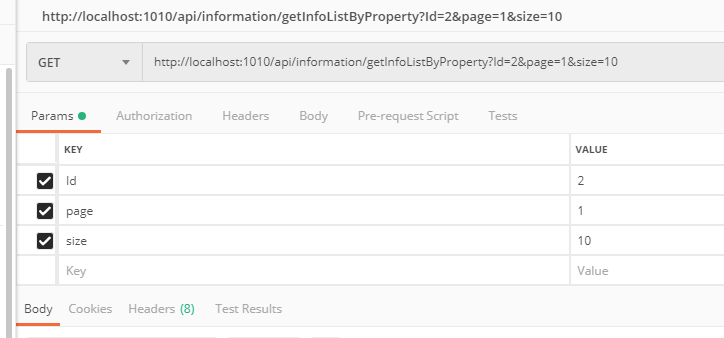 http://localhost:1010/api/information/getInfoListByProperty?Id=2&page=1&size=10
GET http://localhost:1010/api/information/getInfoListByProperty?Id=2&page=1&size=10
Params Authorization Headers Body Pre-request Script Tests
KEY VALUE
Id 2
page 1
size 10
Key Value
Body Cookies Headers (8) Test Results